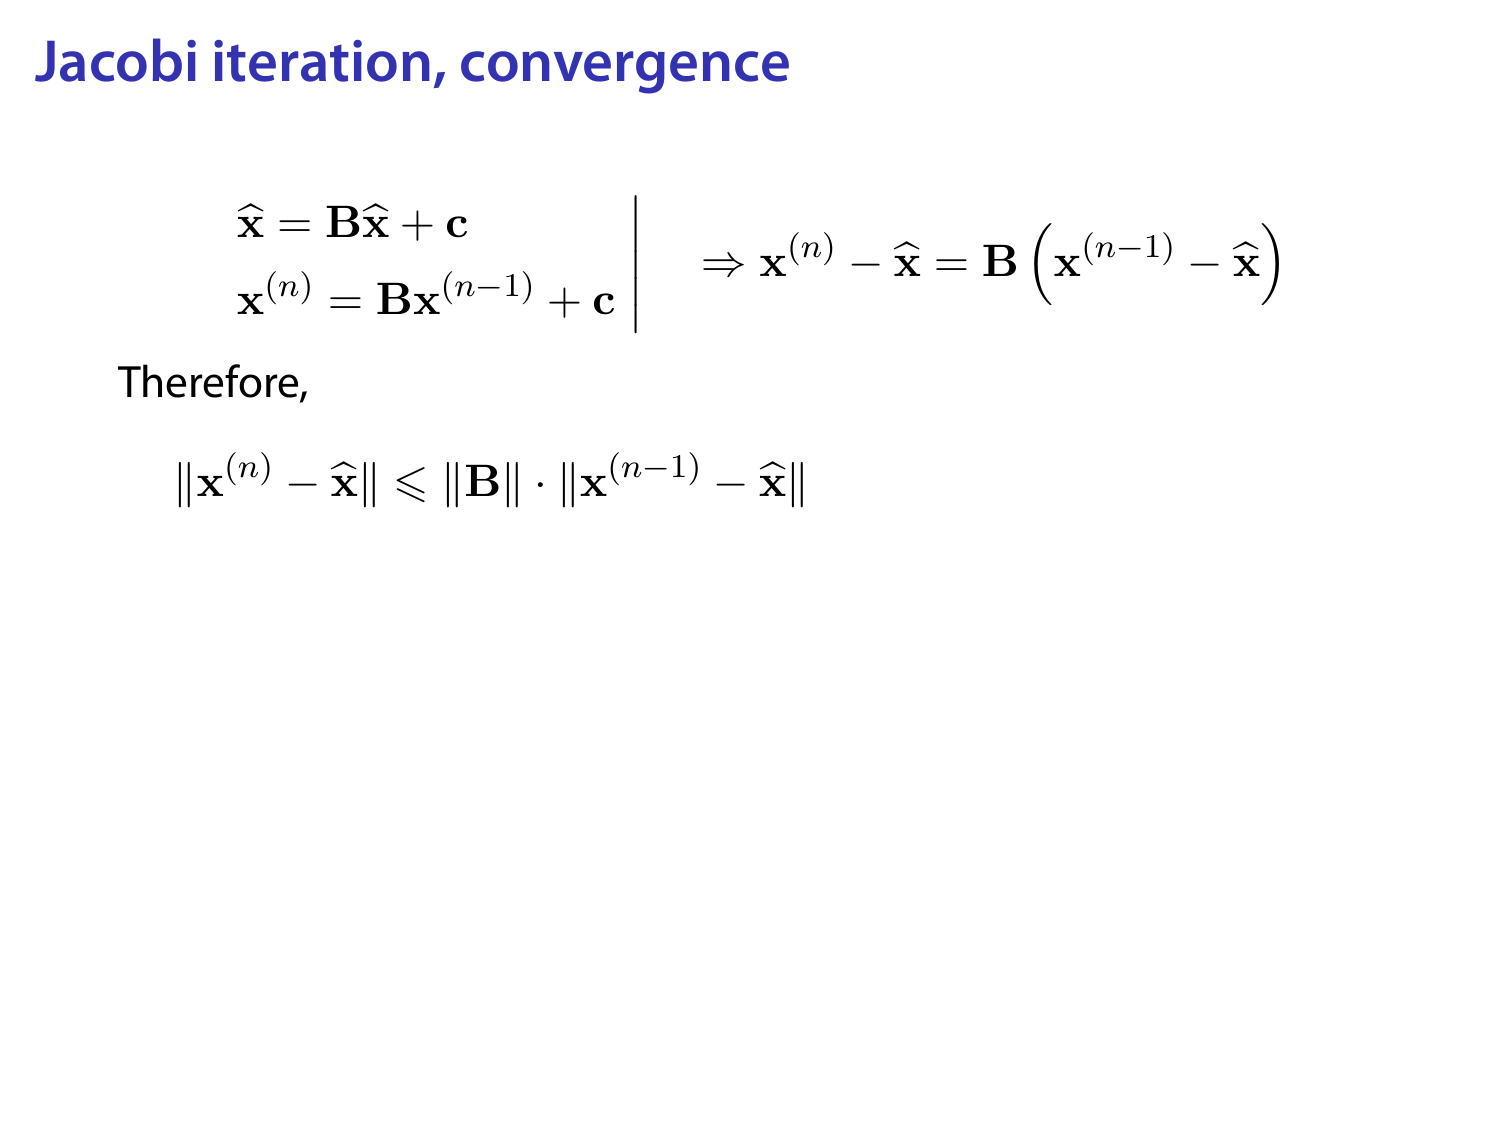 Jacobi iteration, convergence
x̂ = Bx̂ + c
x⁽ⁿ⁾ = Bx⁽ⁿ⁻¹⁾ + c | ⇒ x⁽ⁿ⁾ − x̂ = B (x⁽ⁿ⁻¹⁾ − x̂)
Therefore,
‖x⁽ⁿ⁾ − x̂‖ ⩽ ‖B‖ · ‖x⁽ⁿ⁻¹⁾ − x̂‖